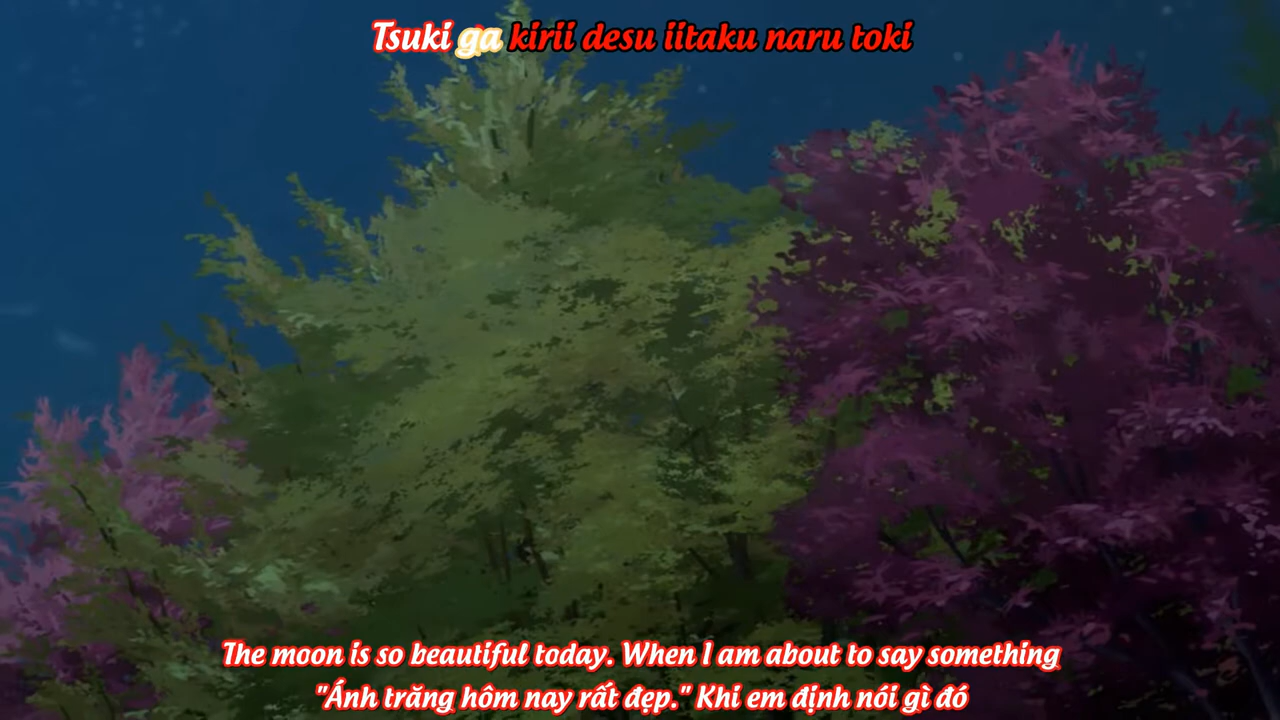 Tsuki ga kirii desu iitaku naru toki
The moon is so beautiful today. When I am about to say something
"Ánh trăng hôm nay rất đẹp." Khi em định nói gì đó